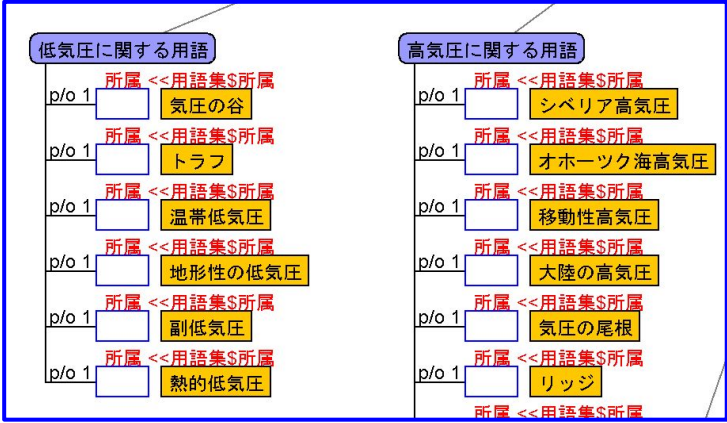 低気圧に関する用語
所属 <<用語集$所属
p/o 1 気圧の谷
所属 <<用語集$所属
p/o 1 トラフ
所属 <<用語集$所属
p/o 1 温帯低気圧
所属 <<用語集$所属
p/o 1 地形性の低気圧
所属 <<用語集$所属
p/o 1 副低気圧
所属 <<用語集$所属
p/o 1 熱的低気圧
高気圧に関する用語
所属 <<用語集$所属
p/o 1 シベリア高気圧
所属 <<用語集$所属
p/o 1 オホーツク海高気圧
所属 <<用語集$所属
p/o 1 移動性高気圧
所属 <<用語集$所属
p/o 1 大陸の高気圧
所属 <<用語集$所属
p/o 1 気圧の尾根
所属 <<用語集$所属
p/o 1 リッジ
所属 <<用語集$所属